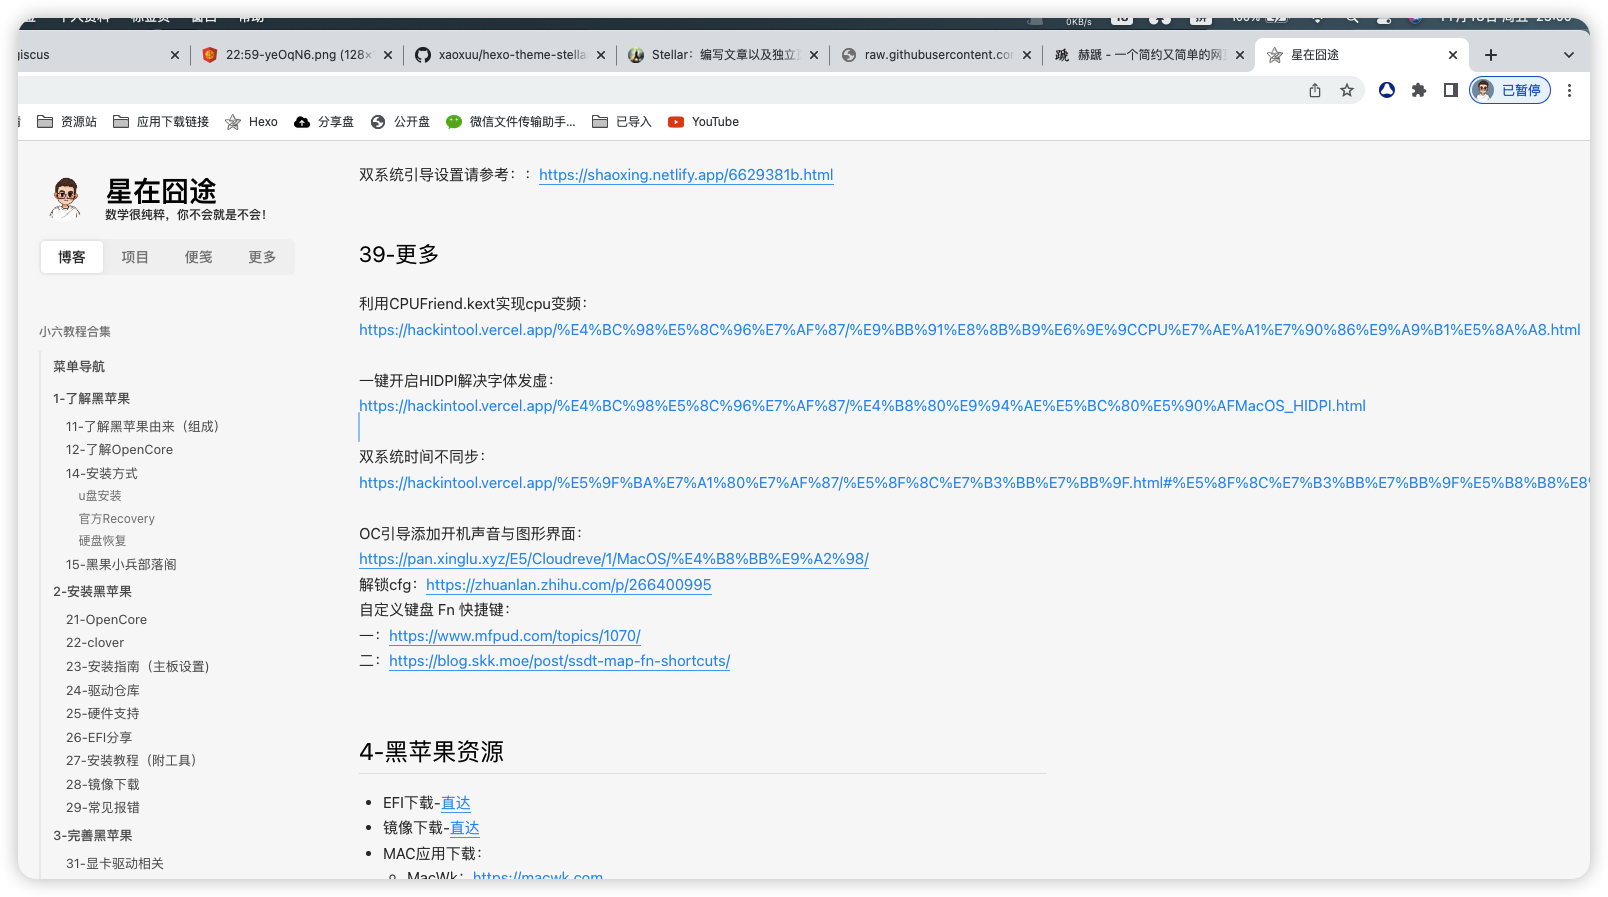 个人资料 标签页 窗口 帮助
0KB/s
100%
giscus
22:59-yeOqN6.png (128×
xaoxuu/hexo-theme-stella
Stellar：编写文章以及独立
raw.githubusercontent.con
赫蹏 - 一个简约又简单的网
星在囧途
已暂停
资源站
应用下载链接
Hexo
分享盘
公开盘
微信文件传输助手...
已导入
YouTube
星在囧途
数学很纯粹，你不会就是不会！
博客
项目
便笺
更多
小六教程合集
菜单导航
1-了解黑苹果
11-了解黑苹果由来（组成）
12-了解OpenCore
14-安装方式
u盘安装
官方Recovery
硬盘恢复
15-黑果小兵部落阁
2-安装黑苹果
21-OpenCore
22-clover
23-安装指南（主板设置)
24-驱动仓库
25-硬件支持
26-EFI分享
27-安装教程（附工具）
28-镜像下载
29-常见报错
3-完善黑苹果
31-显卡驱动相关
双系统引导设置请参考：：https://shaoxing.netlify.app/6629381b.html
39-更多
利用CPUFriend.kext实现cpu变频：
https://hackintool.vercel.app/%E4%BC%98%E5%8C%96%E7%AF%87/%E9%BB%91%E8%8B%B9%E6%9E%9CCPU%E7%AE%A1%E7%90%86%E9%A9%B1%E5%8A%A8.html
一键开启HIDPI解决字体发虚：
https://hackintool.vercel.app/%E4%BC%98%E5%8C%96%E7%AF%87/%E4%B8%80%E9%94%AE%E5%BC%80%E5%90%AFMacOS_HIDPI.html
双系统时间不同步：
https://hackintool.vercel.app/%E5%9F%BA%E7%A1%80%E7%AF%87/%E5%8F%8C%E7%B3%BB%E7%BB%9F.html#%E5%8F%8C%E7%B3%BB%E7%BB%9F%E5%B8%B8%E8%
OC引导添加开机声音与图形界面：
https://pan.xinglu.xyz/E5/Cloudreve/1/MacOS/%E4%B8%BB%E9%A2%98/
解锁cfg：https://zhuanlan.zhihu.com/p/266400995
自定义键盘 Fn 快捷键：
一：https://www.mfpud.com/topics/1070/
二：https://blog.skk.moe/post/ssdt-map-fn-shortcuts/
4-黑苹果资源
EFI下载-直达
镜像下载-直达
MAC应用下载：
MacWk：https://macwk.com